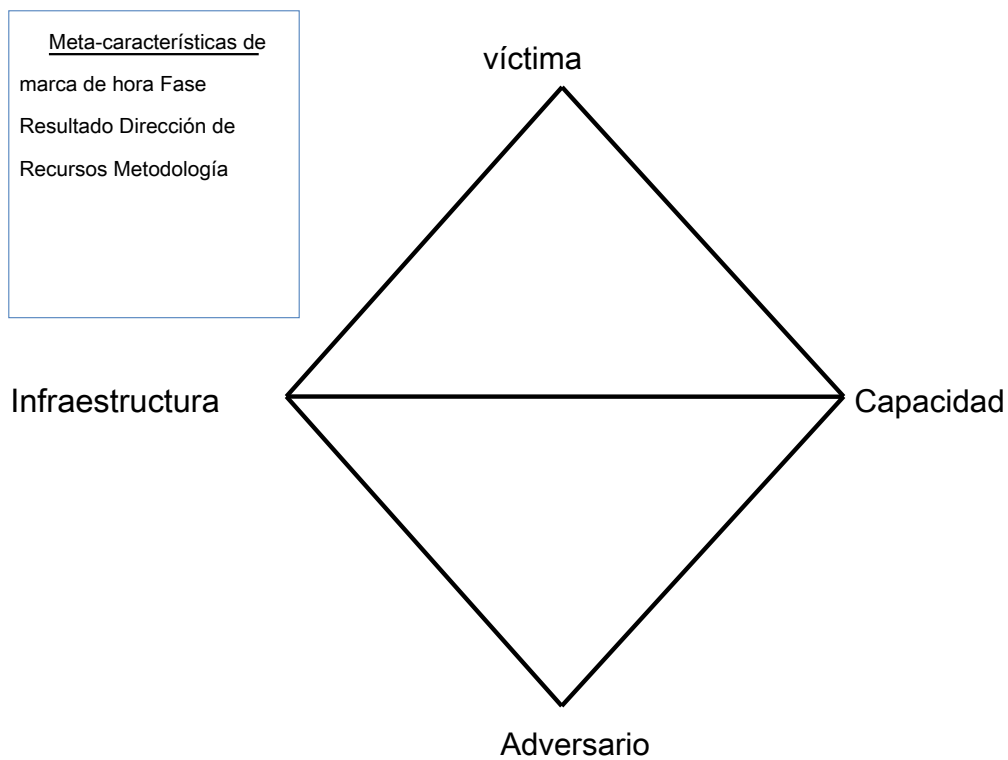 Meta-características de
marca de hora Fase
Resultado Dirección de
Recursos Metodología
víctima
Infraestructura
Capacidad
Adversario